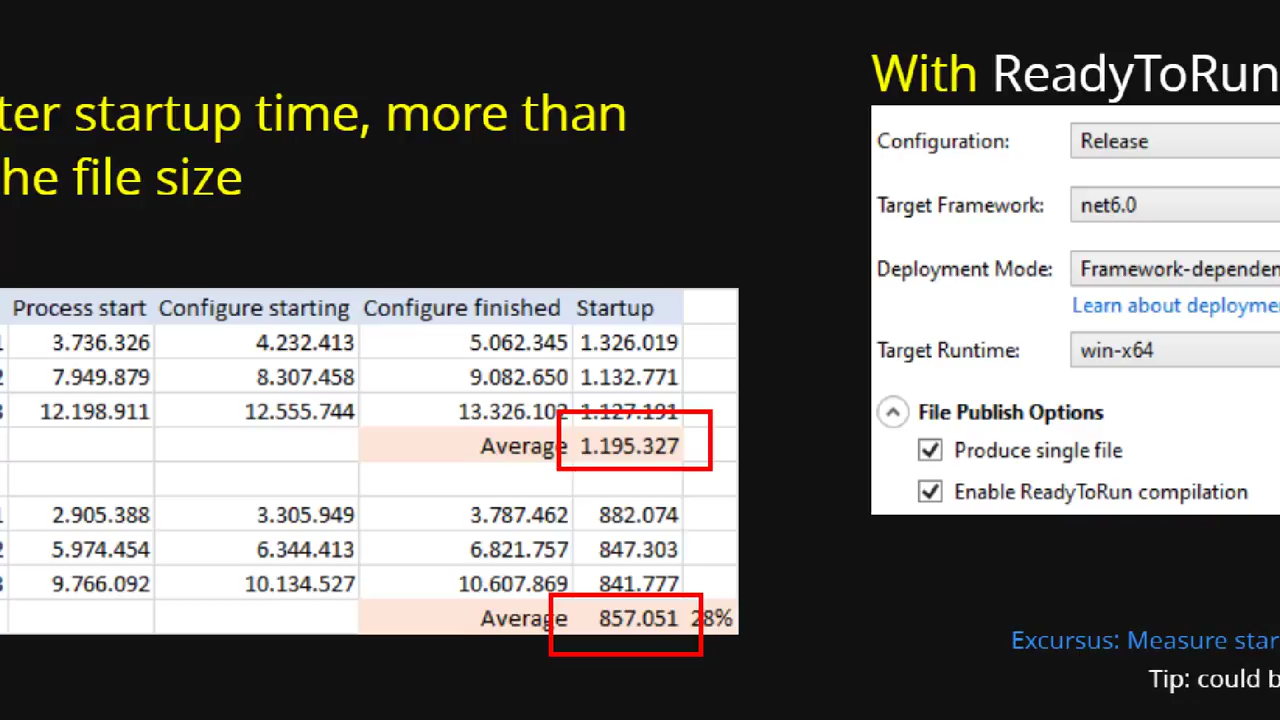 ter startup time, more than
he file size
Process start Configure starting Configure finished Startup
1 3.736.326 4.232.413 5.062.345 1.326.019
2 7.949.879 8.307.458 9.082.650 1.132.771
3 12.198.911 12.555.744 13.326.102 1.127.191
Average 1.195.327
1 2.905.388 3.305.949 3.787.462 882.074
2 5.974.454 6.344.413 6.821.757 847.303
3 9.766.092 10.134.527 10.607.869 841.777
Average 857.051 28%
With ReadyToRun
Configuration: Release
Target Framework: net6.0
Deployment Mode: Framework-dependen
Learn about deployme
Target Runtime: win-x64
File Publish Options
Produce single file
Enable ReadyToRun compilation
Excursus: Measure star
Tip: could b